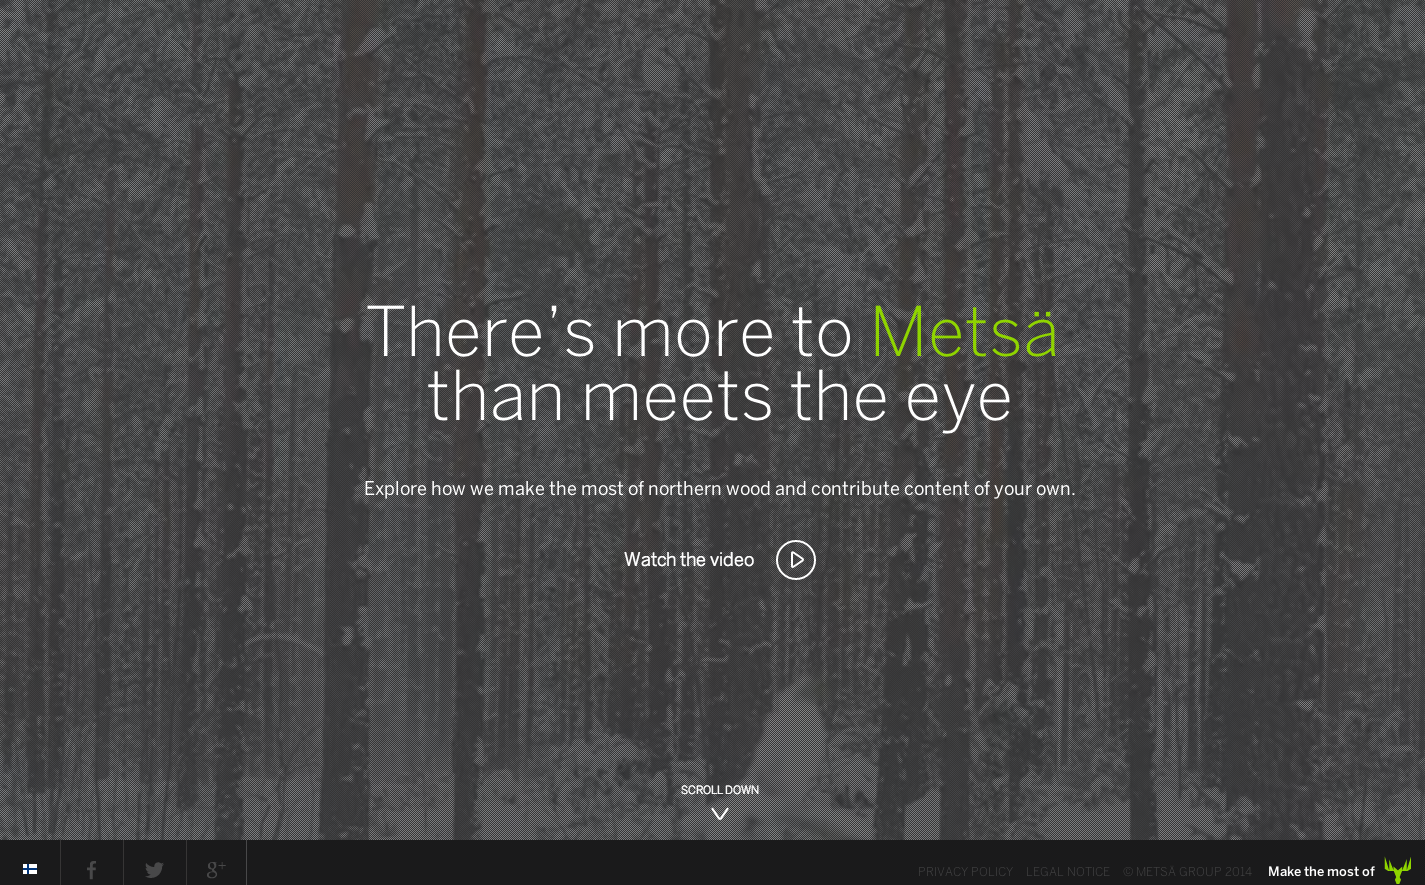 There's more to Metsä
than meets the eye
Explore how we make the most of northern wood and contribute content of your own.
Watch the video
SCROLL DOWN
PRIVACY POLICY LEGAL NOTICE © METSÄ GROUP 2014 Make the most of